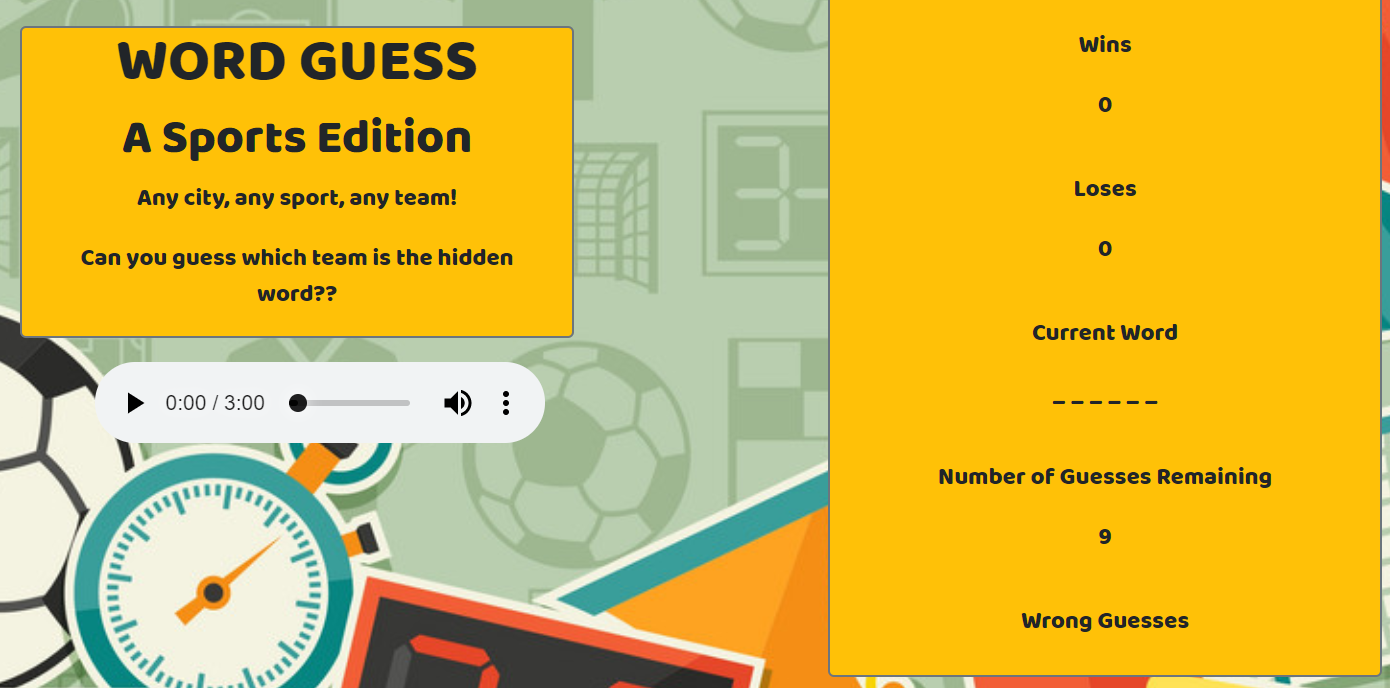 WORD GUESS
A Sports Edition
Any city, any sport, any team!
Can you guess which team is the hidden
word??
0:00 / 3:00
Wins
0
Loses
0
Current Word
_ _ _ _ _ _
Number of Guesses Remaining
9
Wrong Guesses